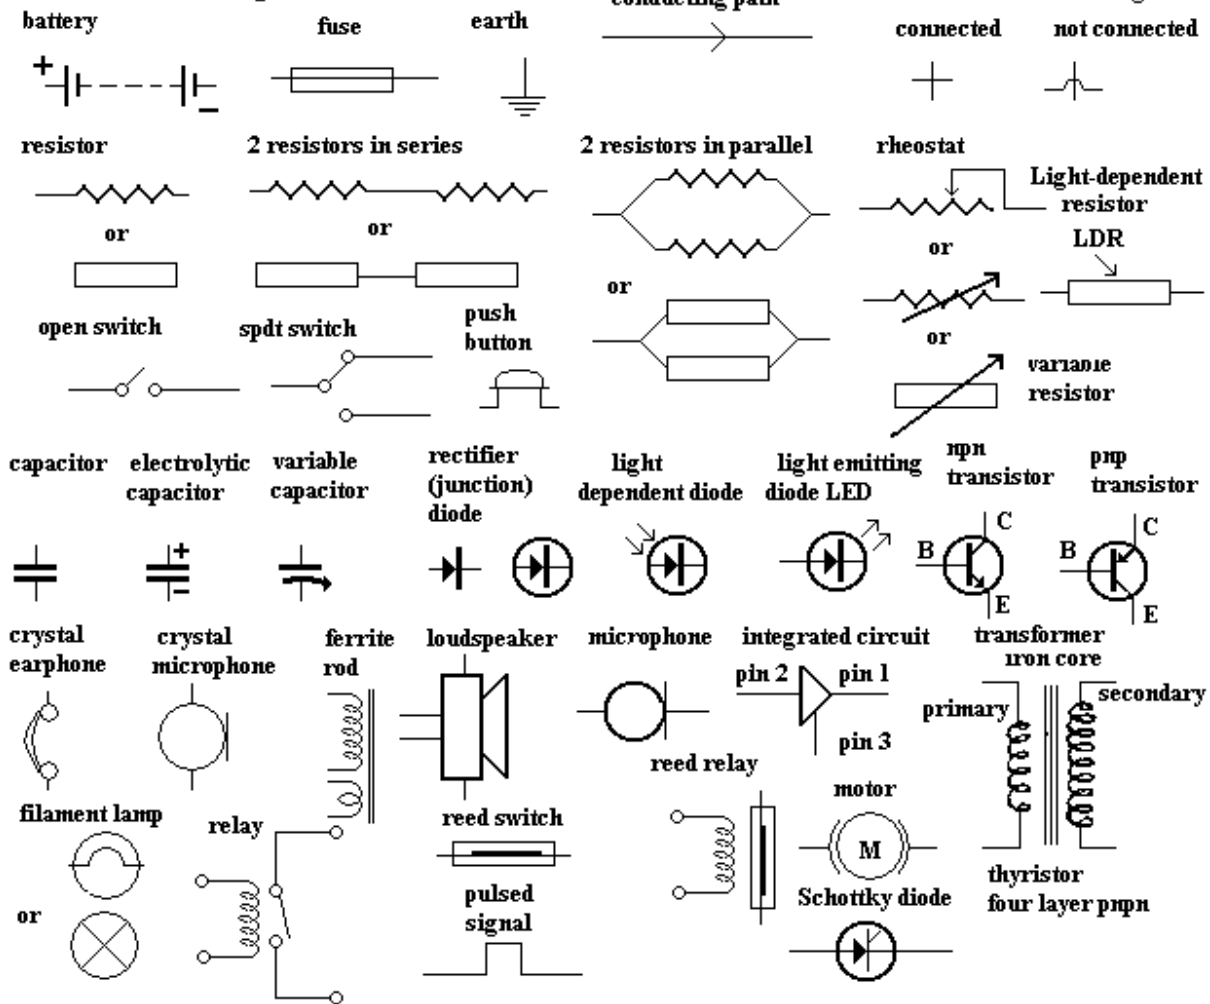 battery
fuse
earth
conducting path
connected
not connected
+
resistor
2 resistors in series
2 resistors in parallel
rheostat
Light-dependent
resistor
or
or
or
LDR
or
open switch
spdt switch
push
button
or
variable
resistor
capacitor
electrolytic
capacitor
variable
capacitor
rectifier
(junction)
diode
light
dependent diode
light emitting
diode LED
npn
transistor
pnp
transistor
+
C
B
E
C
B
E
crystal
earphone
crystal
microphone
ferrite
rod
loudspeaker
microphone
integrated circuit
pin 2
pin 1
pin 3
transformer
iron core
primary
secondary
filament lamp
relay
reed switch
reed relay
motor
M
or
pulsed
signal
Schottky diode
thyristor
four layer pnpn